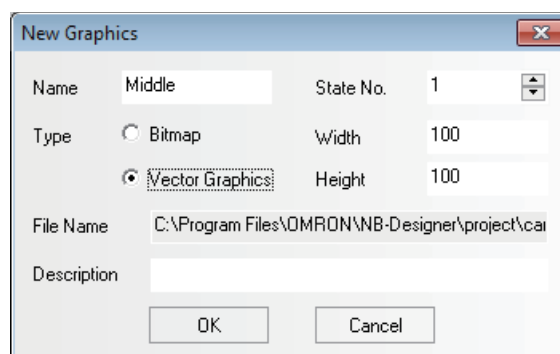 New Graphics
Name Middle State No. 1
Type Bitmap Width 100
Vector Graphics Height 100
File Name C:\Program Files\OMRON\NB-Designer\project\car
Description
OK Cancel